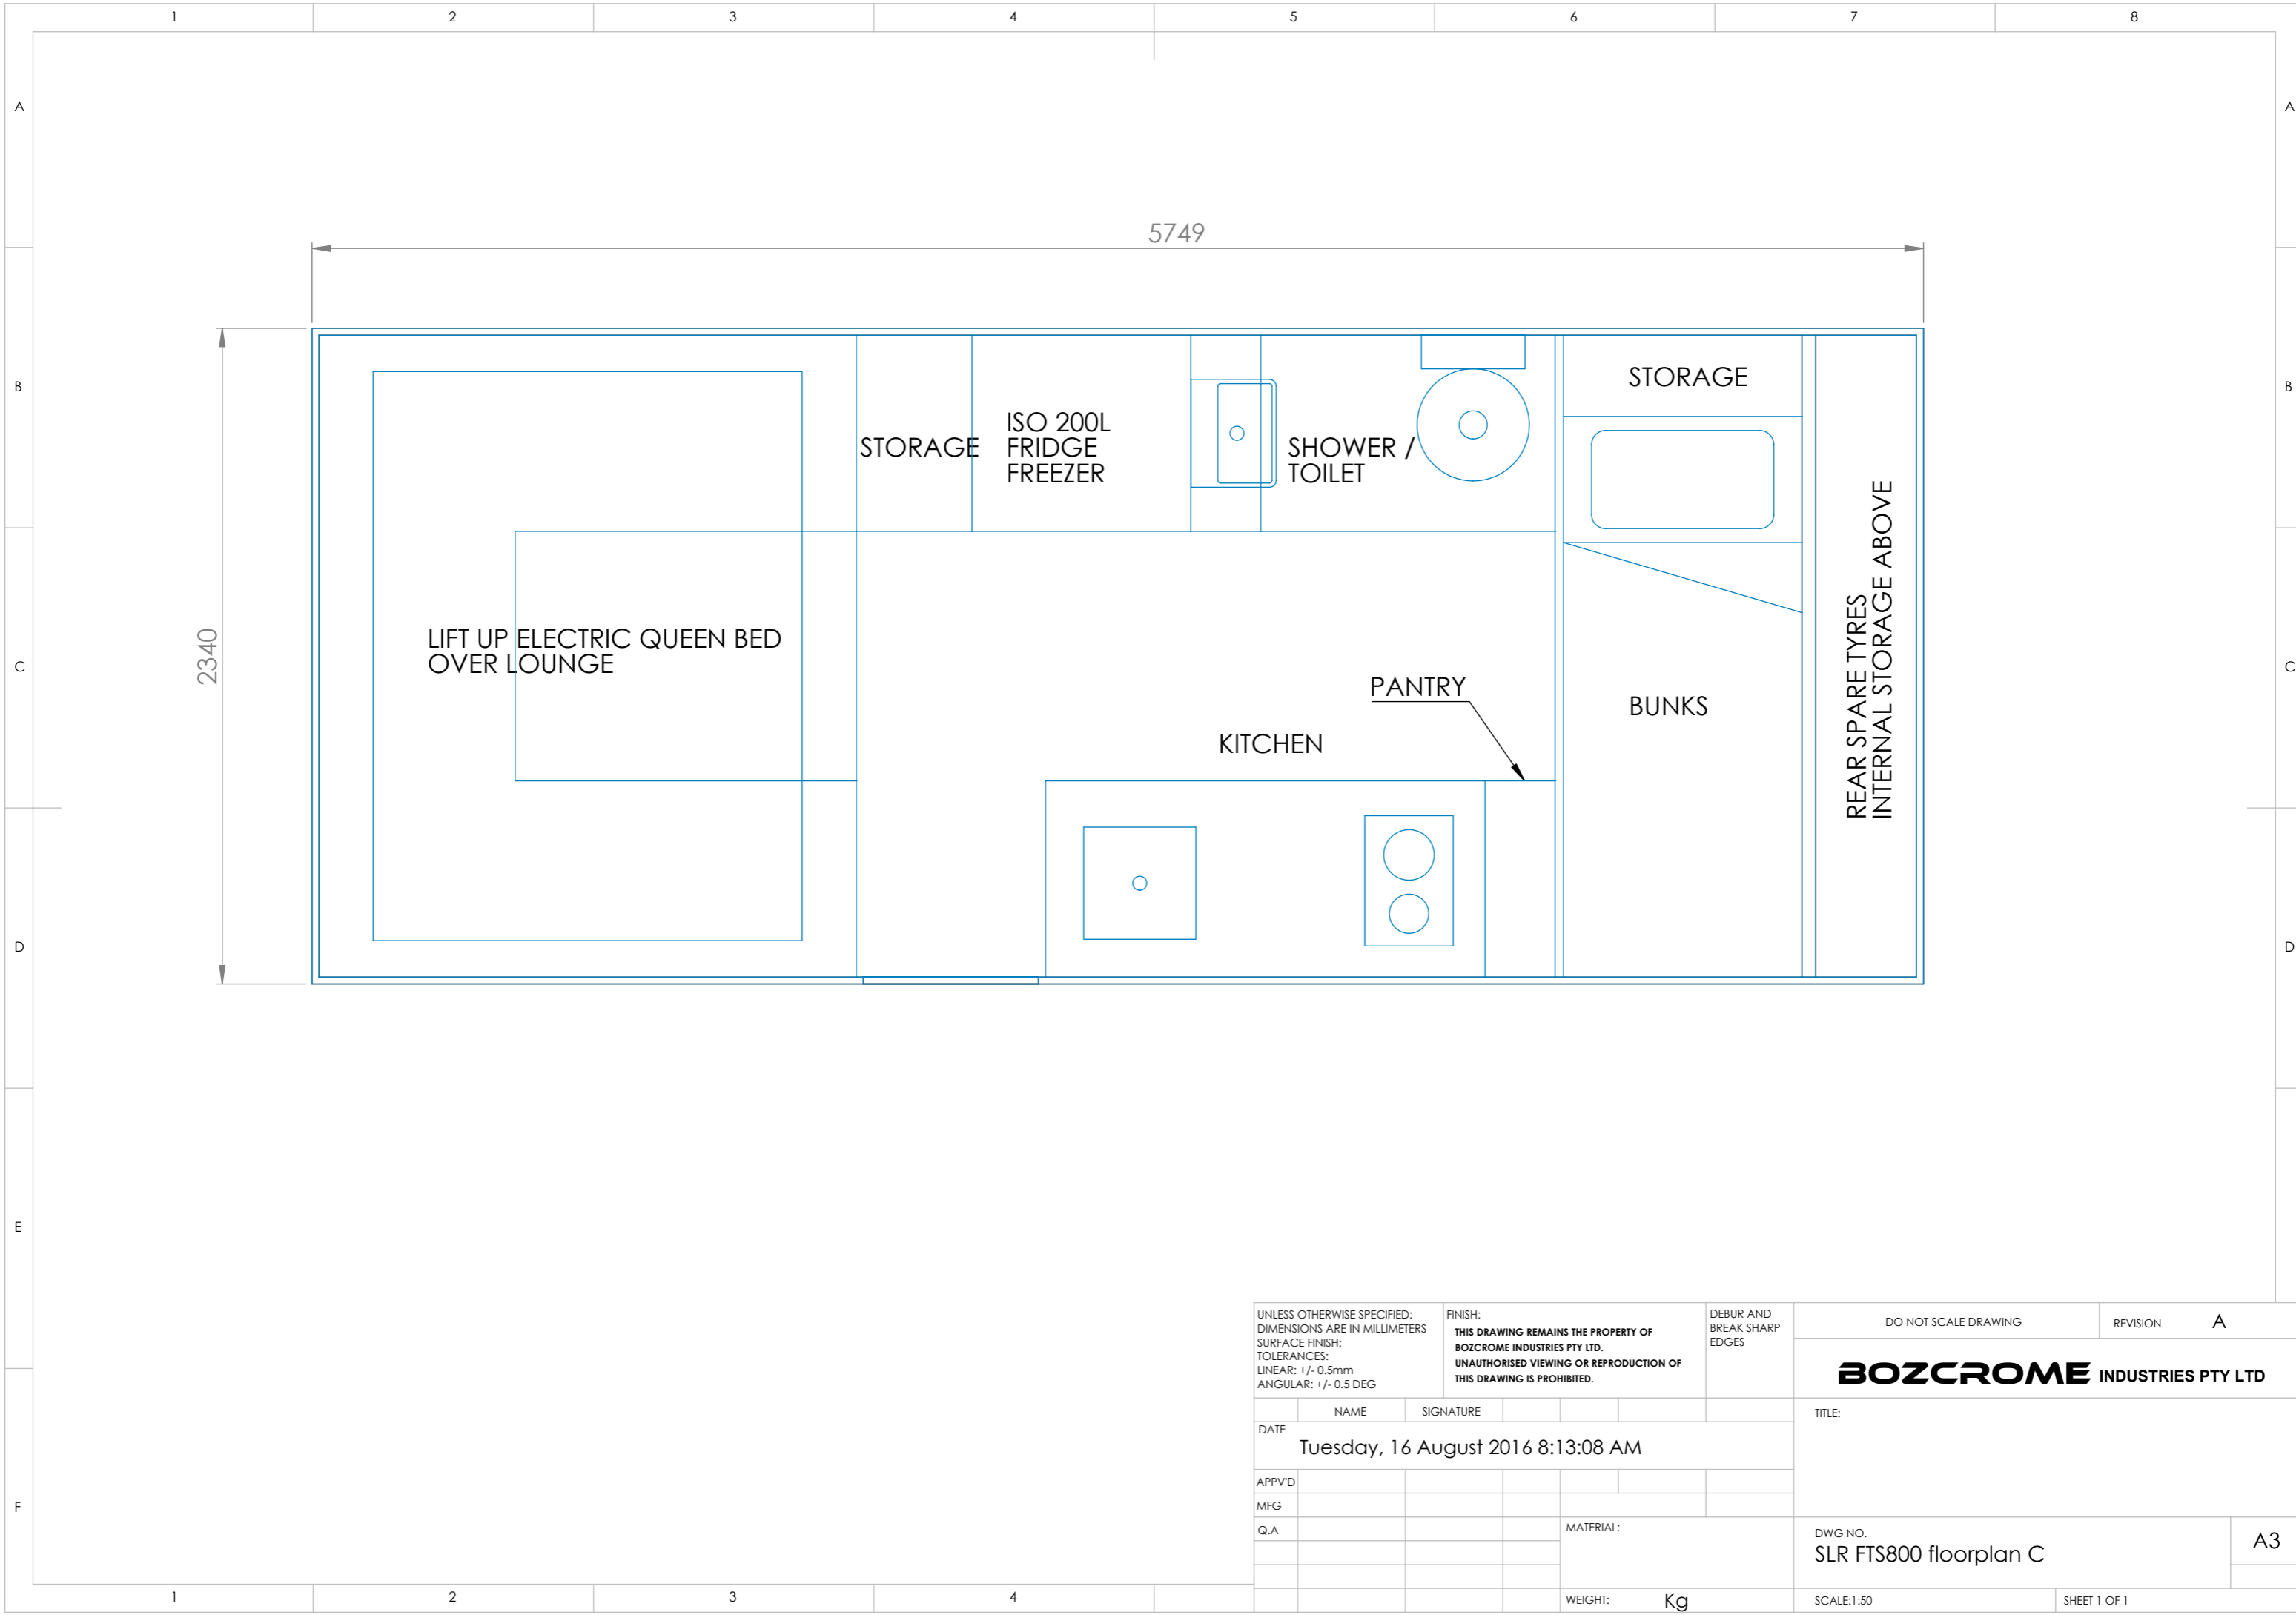 1 2 3 4 5 6 7 8
A A
5749
B B
STORAGE
ISO 200L
FRIDGE
FREEZER
STORAGE
SHOWER /
TOILET
REAR SPARE TYRES
INTERNAL STORAGE ABOVE
2340
LIFT UP ELECTRIC QUEEN BED
OVER LOUNGE
C C
PANTRY
BUNKS
KITCHEN
D D
E
F
UNLESS OTHERWISE SPECIFIED:
DIMENSIONS ARE IN MILLIMETERS
SURFACE FINISH:
TOLERANCES:
LINEAR: +/- 0.5mm
ANGULAR: +/- 0.5 DEG
FINISH:
THIS DRAWING REMAINS THE PROPERTY OF
BOZCROME INDUSTRIES PTY LTD.
UNAUTHORISED VIEWING OR REPRODUCTION OF
THIS DRAWING IS PROHIBITED.
DEBUR AND
BREAK SHARP
EDGES
DO NOT SCALE DRAWING
REVISION A
BOZCROME INDUSTRIES PTY LTD
NAME SIGNATURE
TITLE:
DATE
Tuesday, 16 August 2016 8:13:08 AM
APPV'D
MFG
Q.A
MATERIAL:
DWG NO.
SLR FTS800 floorplan C
A3
WEIGHT: Kg
SCALE:1:50
SHEET 1 OF 1
1 2 3 4